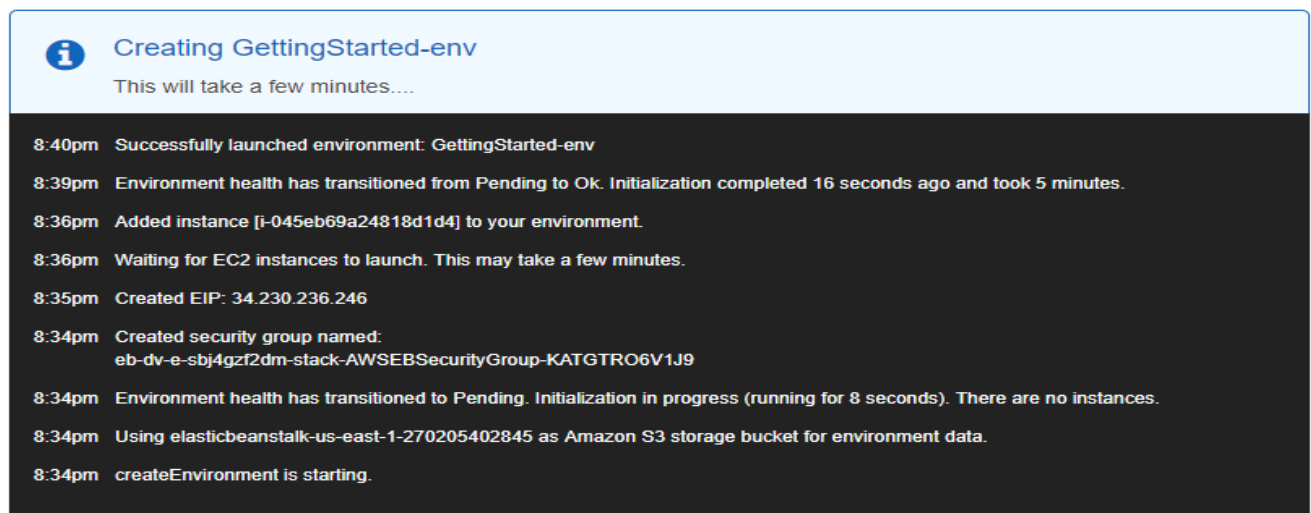 Creating GettingStarted-env
This will take a few minutes....
8:40pm Successfully launched environment: GettingStarted-env
8:39pm Environment health has transitioned from Pending to Ok. Initialization completed 16 seconds ago and took 5 minutes.
8:36pm Added instance [i-045eb69a24818d1d4] to your environment.
8:36pm Waiting for EC2 instances to launch. This may take a few minutes.
8:35pm Created EIP: 34.230.236.246
8:34pm Created security group named:
eb-dv-e-sbj4gzf2dm-stack-AWSEBSecurityGroup-KATGTRO6V1J9
8:34pm Environment health has transitioned to Pending. Initialization in progress (running for 8 seconds). There are no instances.
8:34pm Using elasticbeanstalk-us-east-1-270205402845 as Amazon S3 storage bucket for environment data.
8:34pm createEnvironment is starting.